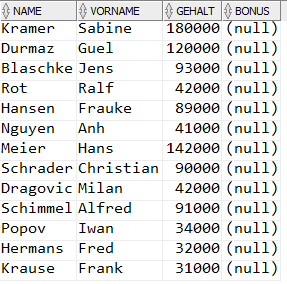 NAME VORNAME GEHALT BONUS
Kramer Sabine 180000 (null)
Durmaz Guel 120000 (null)
Blaschke Jens 93000 (null)
Rot Ralf 42000 (null)
Hansen Frauke 89000 (null)
Nguyen Anh 41000 (null)
Meier Hans 142000 (null)
Schrader Christian 90000 (null)
Dragovic Milan 42000 (null)
Schimmel Alfred 91000 (null)
Popov Iwan 34000 (null)
Hermans Fred 32000 (null)
Krause Frank 31000 (null)